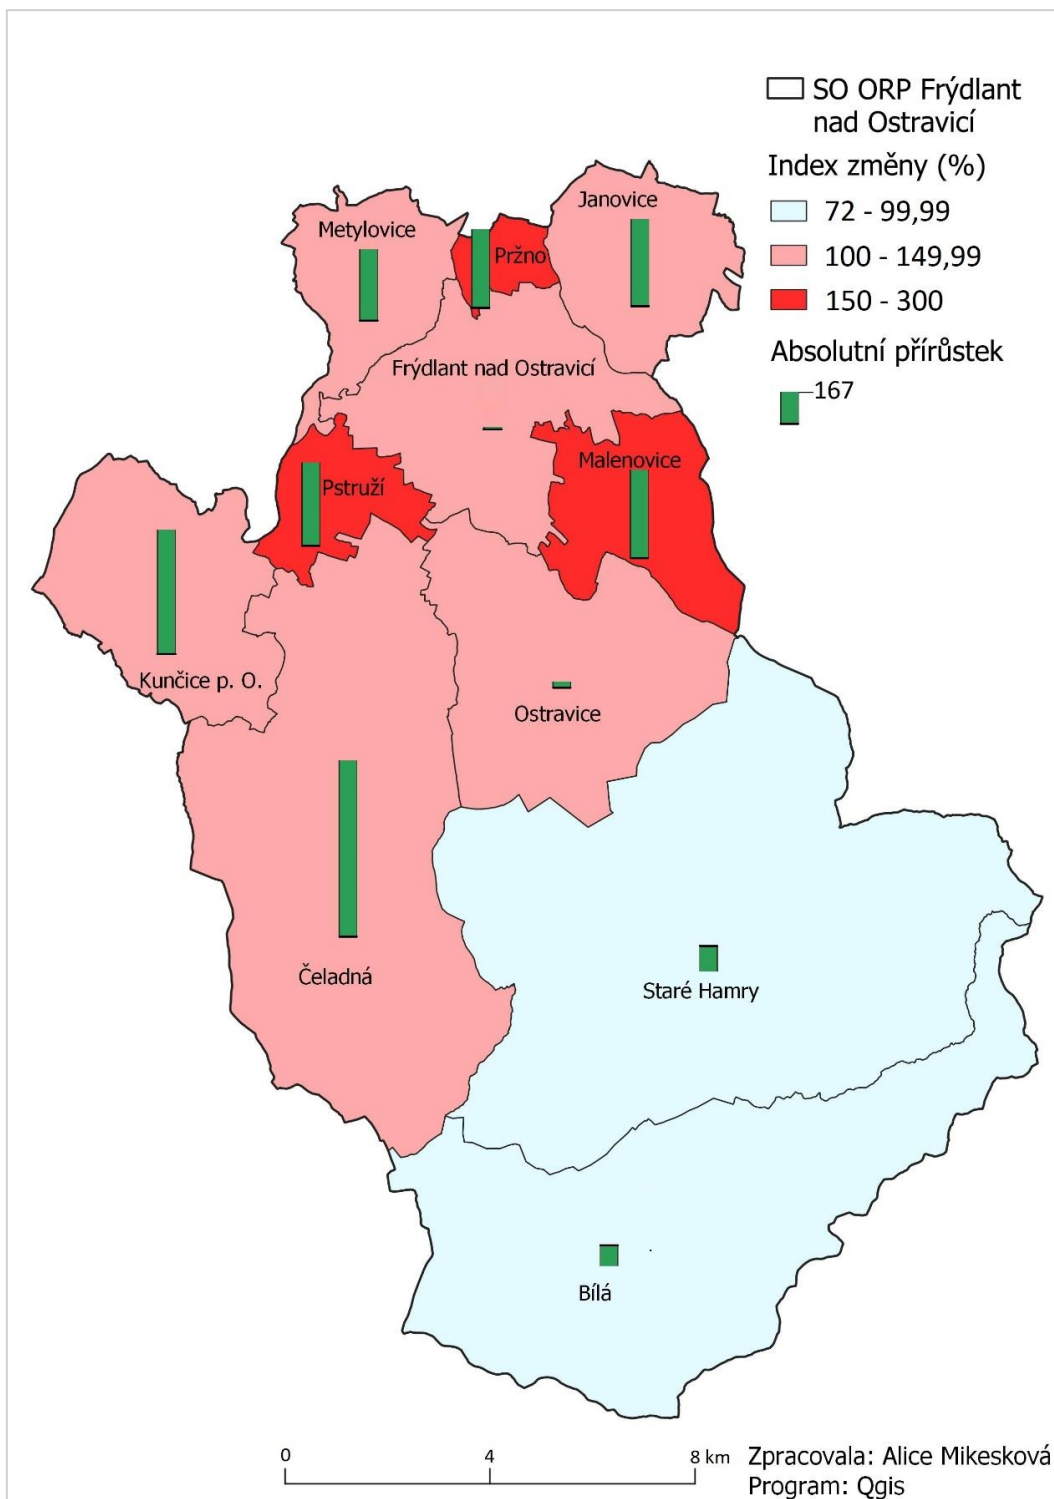 SO ORP Frýdlant
nad Ostravicí
Index změny (%)
72 - 99,99
100 - 149,99
150 - 300
Absolutní přírůstek
167
Janovice
Metylovice
Pržno
Frýdlant nad Ostravicí
Malenovice
Pstruží
Kunčice p. O.
Ostravice
Čeladná
Staré Hamry
Bílá
0 4 8 km
Zpracovala: Alice Mikesková
Program: Qgis